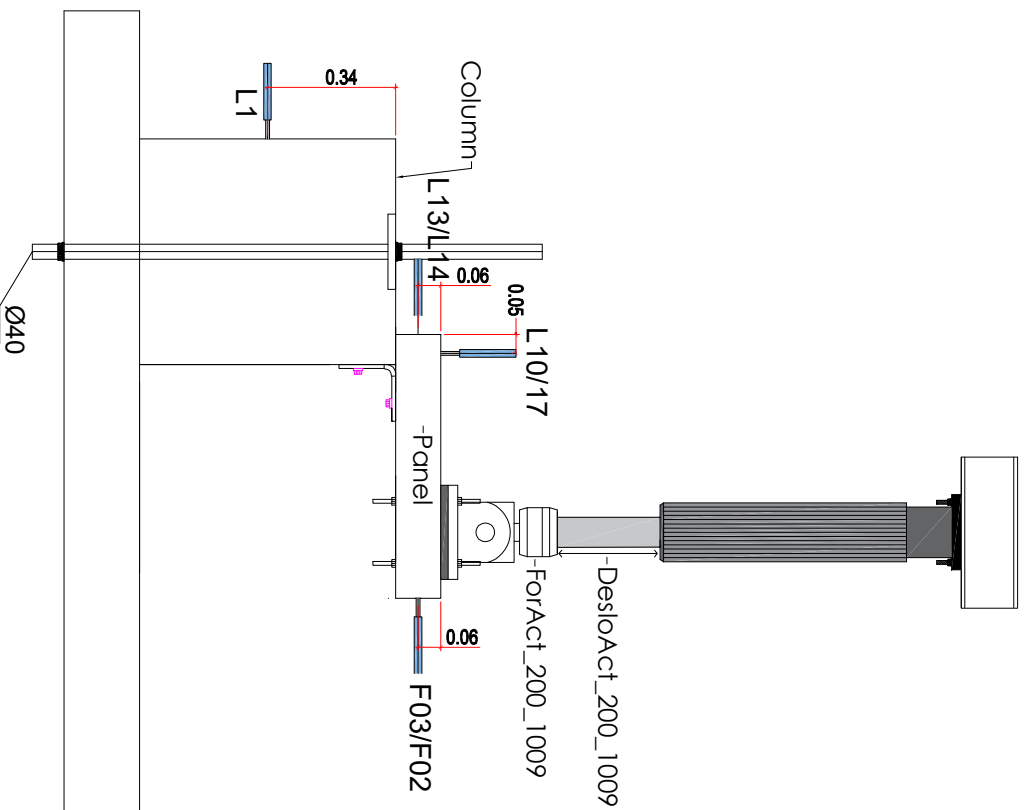 0.34
L1
Column
L13/L14
0.06
0.05
L10/17
-Panel
-DesloAct_200_1009
-ForAct_200_1009
0.06
F03/F02
Ø40